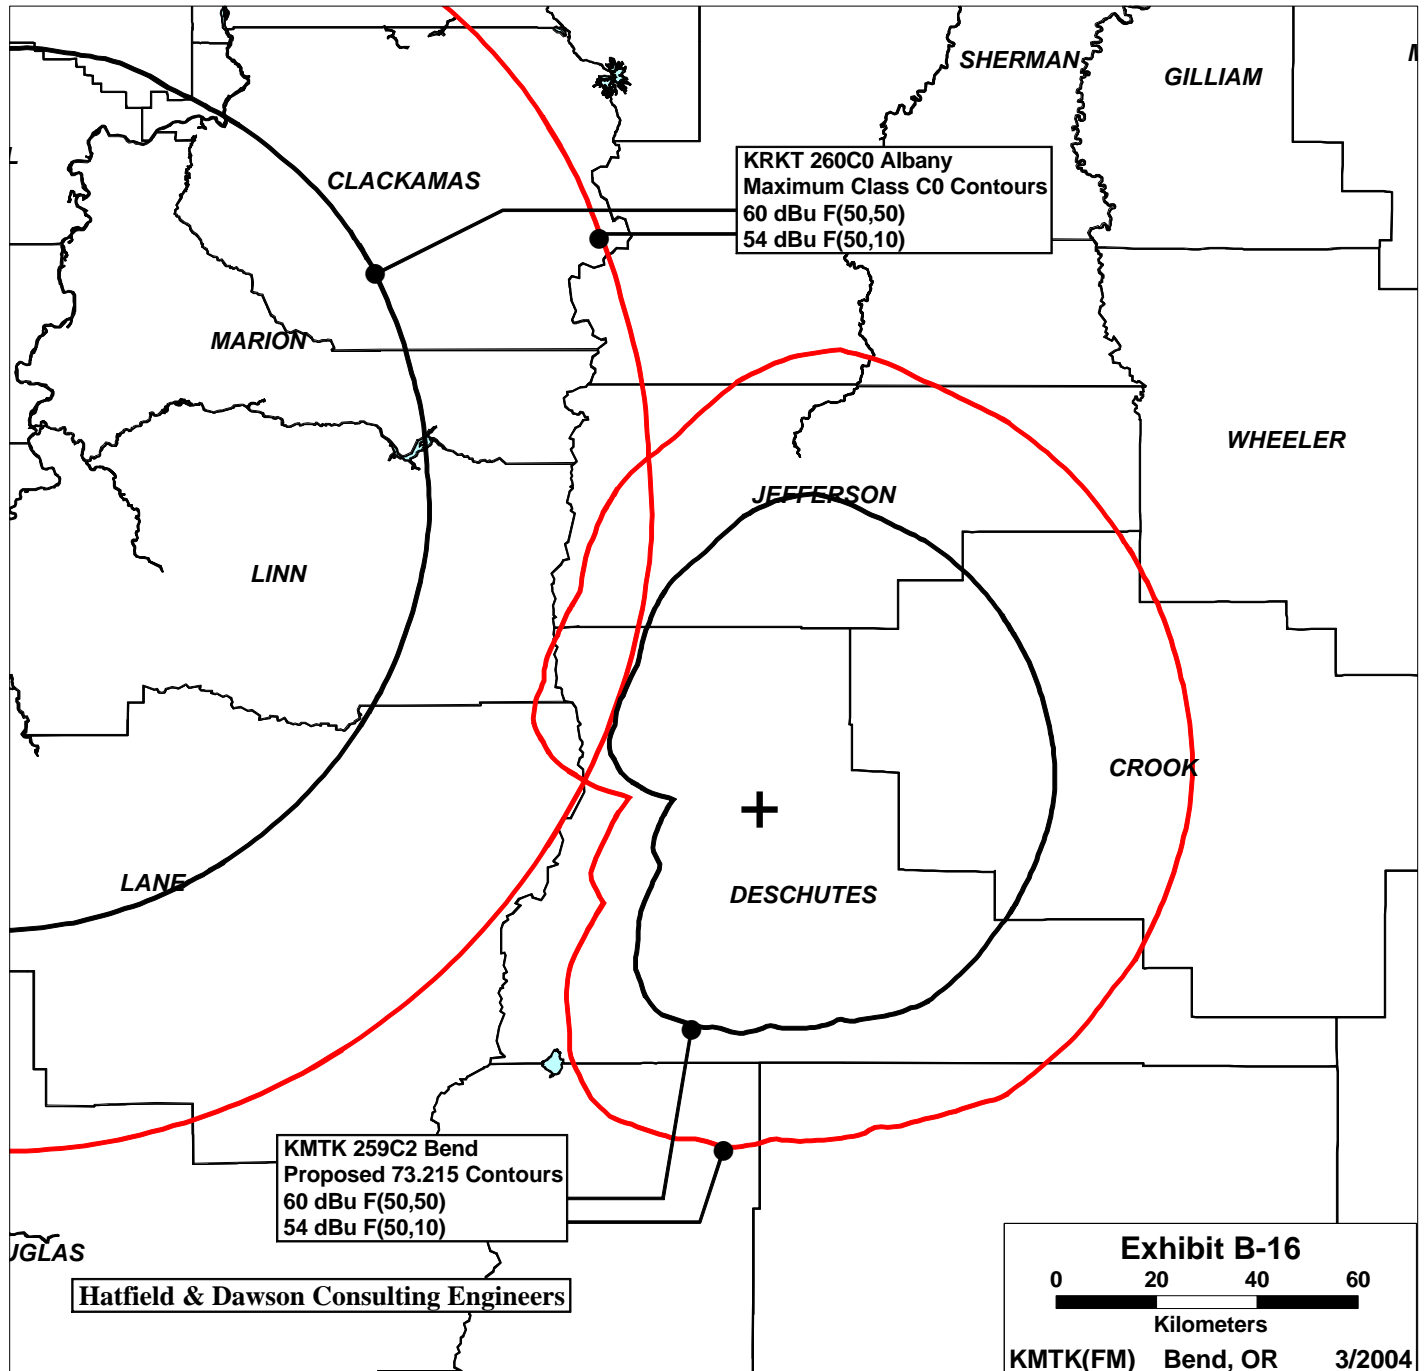 SHERMAN
GILLIAM
KRKT 260C0 Albany
Maximum Class C0 Contours
60 dBu F(50,50)
54 dBu F(50,10)
CLACKAMAS
MARION
WHEELER
JEFFERSON
LINN
CROOK
LANE
DESCHUTES
KMTK 259C2 Bend
Proposed 73.215 Contours
60 dBu F(50,50)
54 dBu F(50,10)
UGLAS
Hatfield & Dawson Consulting Engineers
Exhibit B-16
0 20 40 60
Kilometers
KMTK(FM) Bend, OR 3/2004